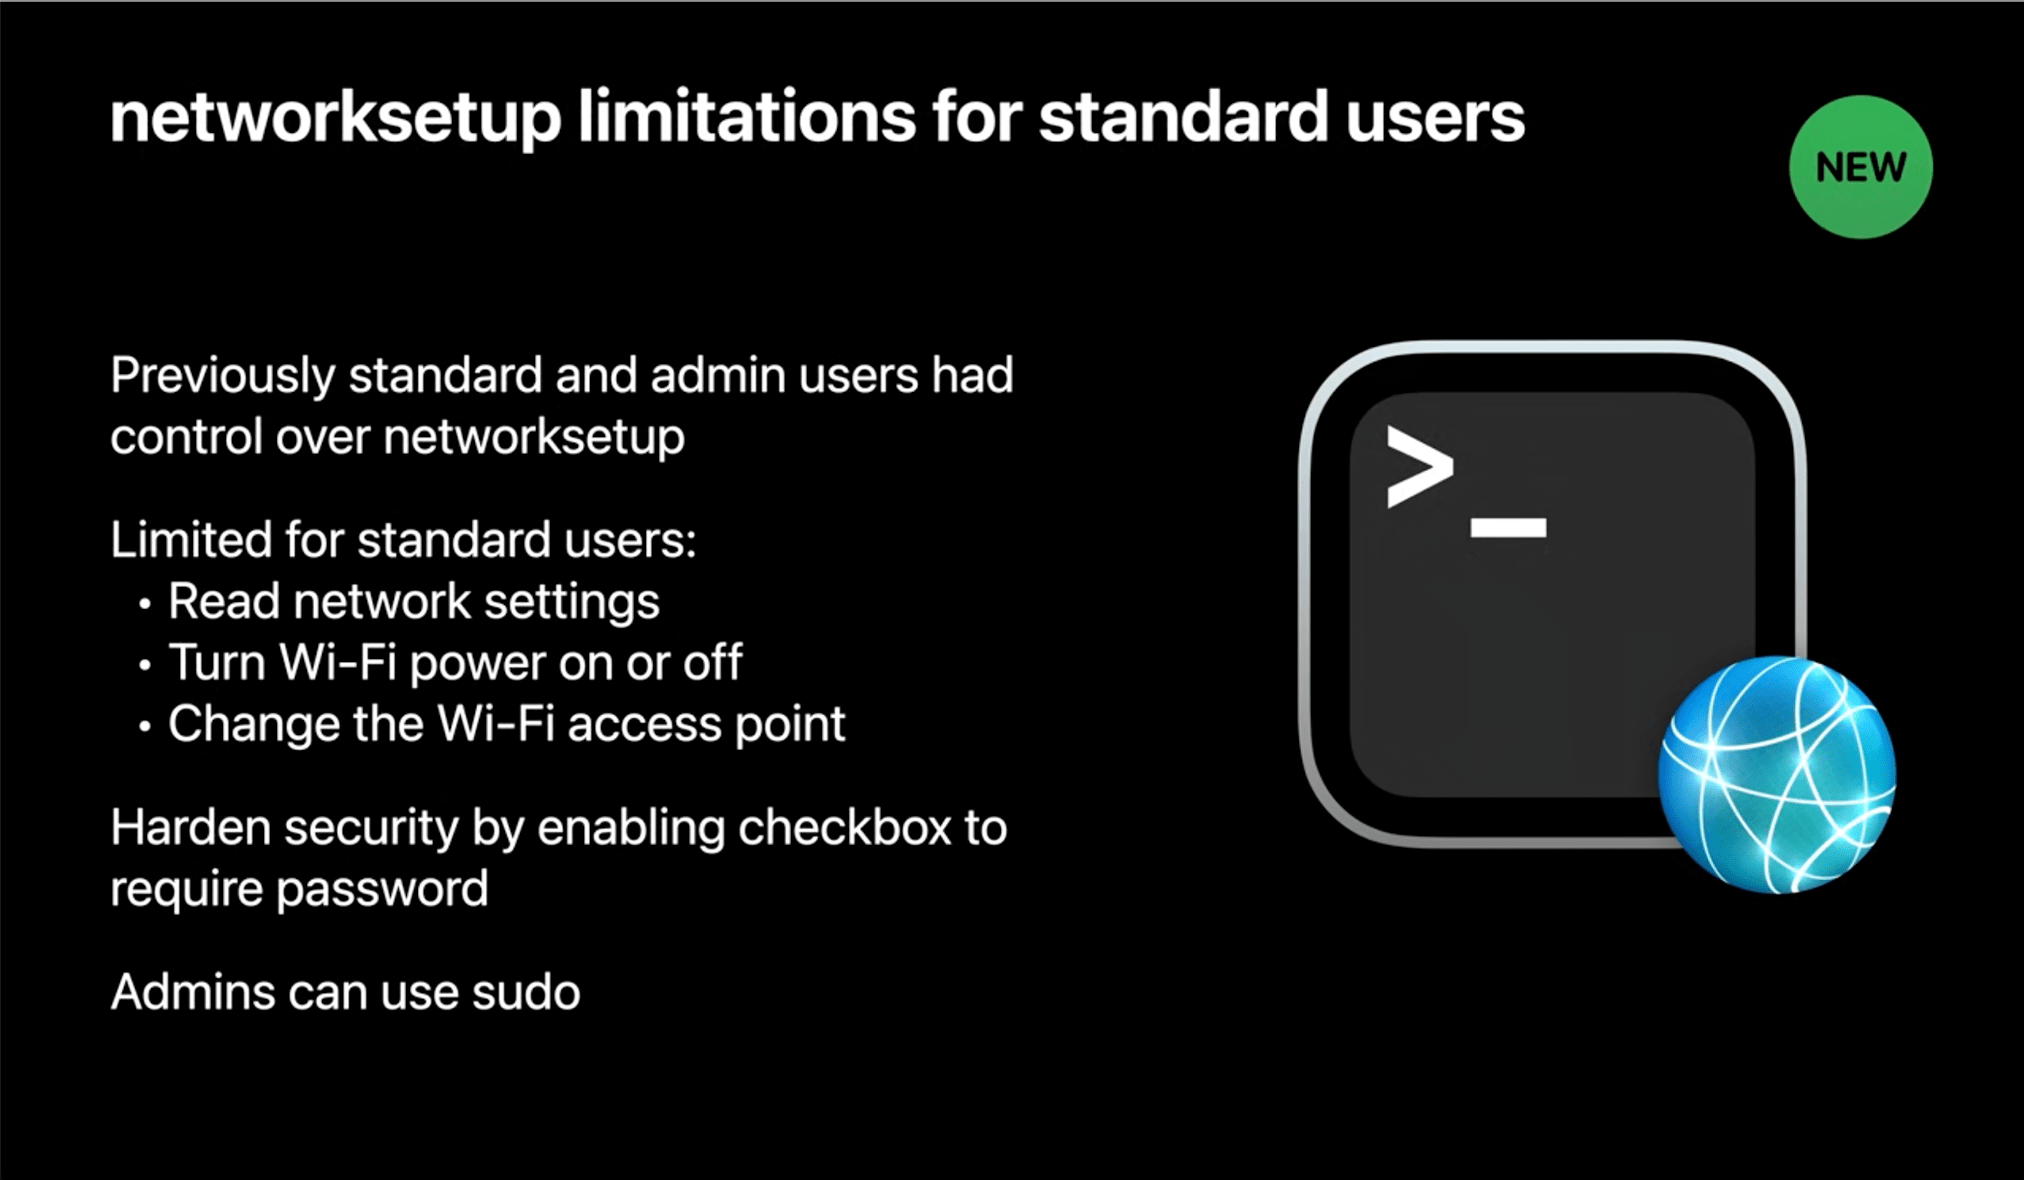 networksetup limitations for standard users
NEW
Previously standard and admin users had
control over networksetup
Limited for standard users:
• Read network settings
• Turn Wi-Fi power on or off
• Change the Wi-Fi access point
Harden security by enabling checkbox to
require password
Admins can use sudo
>_